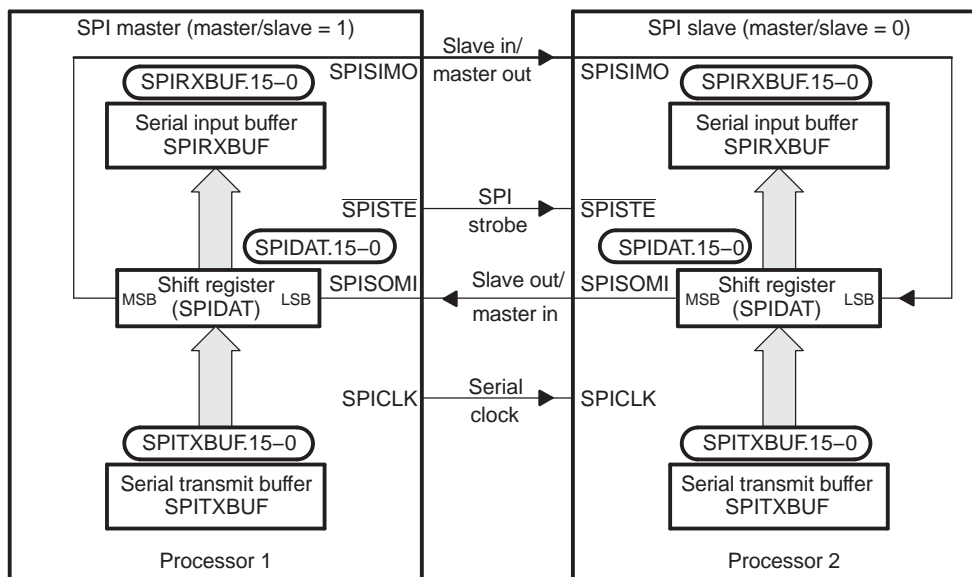 SPI master (master/slave = 1)
SPIRXBUF.15–0
Serial input buffer
SPIRXBUF
SPISIMO
SPISTE
SPIDAT.15–0
MSB
Shift register
(SPIDAT)
LSB
SPISOMI
SPICLK
SPITXBUF.15–0
Serial transmit buffer
SPITXBUF
Processor 1
Slave in/
master out
SPI
strobe
Slave out/
master in
Serial
clock
SPI slave (master/slave = 0)
SPISIMO
SPIRXBUF.15–0
Serial input buffer
SPIRXBUF
SPISTE
SPIDAT.15–0
SPISOMI
MSB
Shift register
(SPIDAT)
LSB
SPICLK
SPITXBUF.15–0
Serial transmit buffer
SPITXBUF
Processor 2